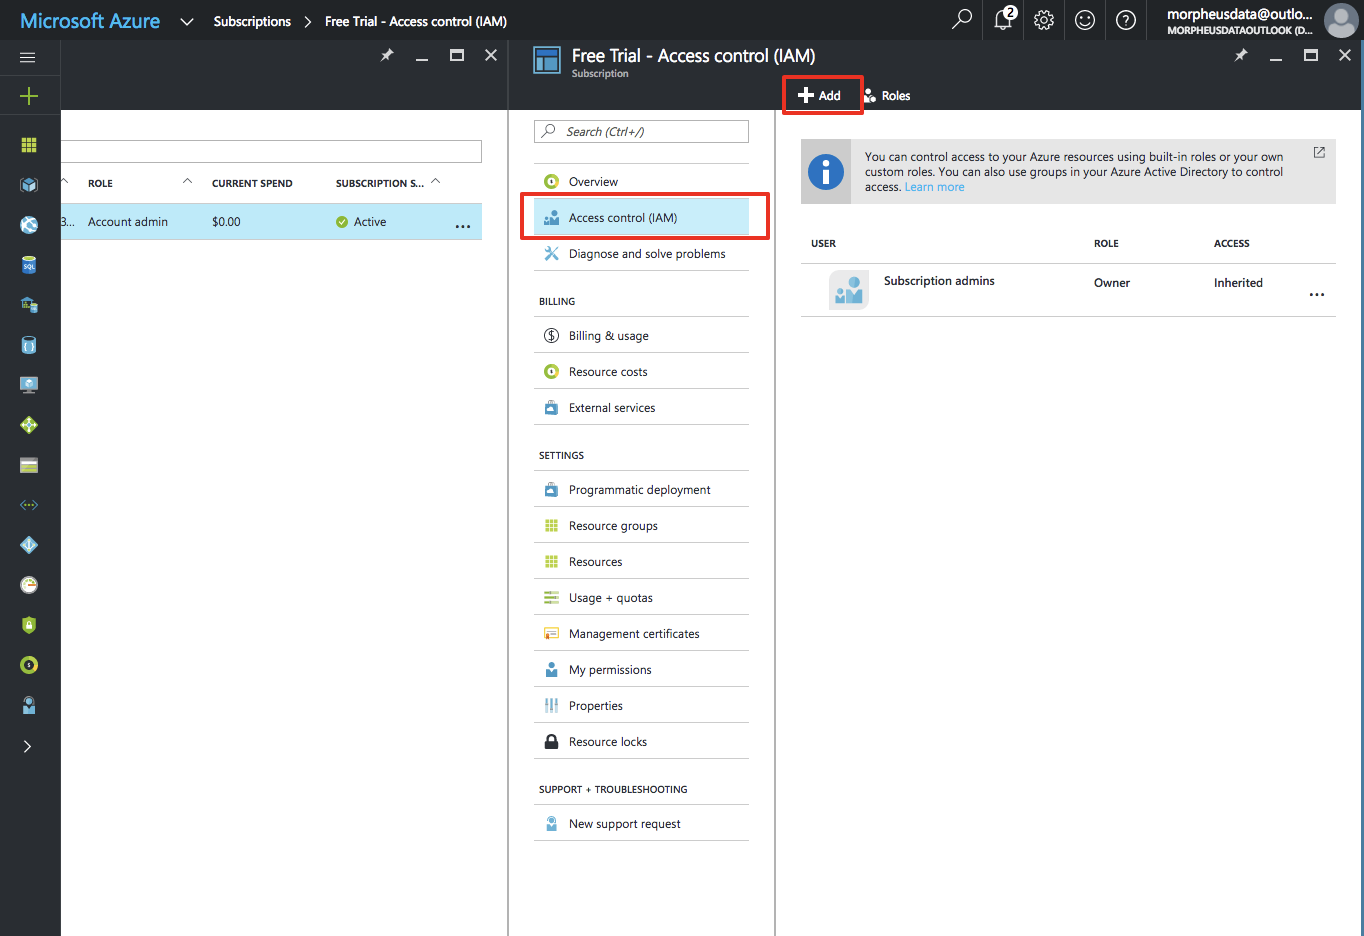 Microsoft Azure
Subscriptions
Free Trial - Access control (IAM)
2
morpheusdata@outlo...
MORPHEUSDATAOUTLOOK (D...
Free Trial - Access control (IAM)
Subscription
Add
Roles
ROLE
CURRENT SPEND
SUBSCRIPTION S...
3...
Account admin
$0.00
Active
...
Search (Ctrl+/)
Overview
Access control (IAM)
Diagnose and solve problems
BILLING
Billing & usage
Resource costs
External services
SETTINGS
Programmatic deployment
Resource groups
Resources
Usage + quotas
Management certificates
My permissions
Properties
Resource locks
SUPPORT + TROUBLESHOOTING
New support request
You can control access to your Azure resources using built-in roles or your own
custom roles. You can also use groups in your Azure Active Directory to control
access. Learn more
USER
ROLE
ACCESS
Subscription admins
Owner
Inherited
...
SQL